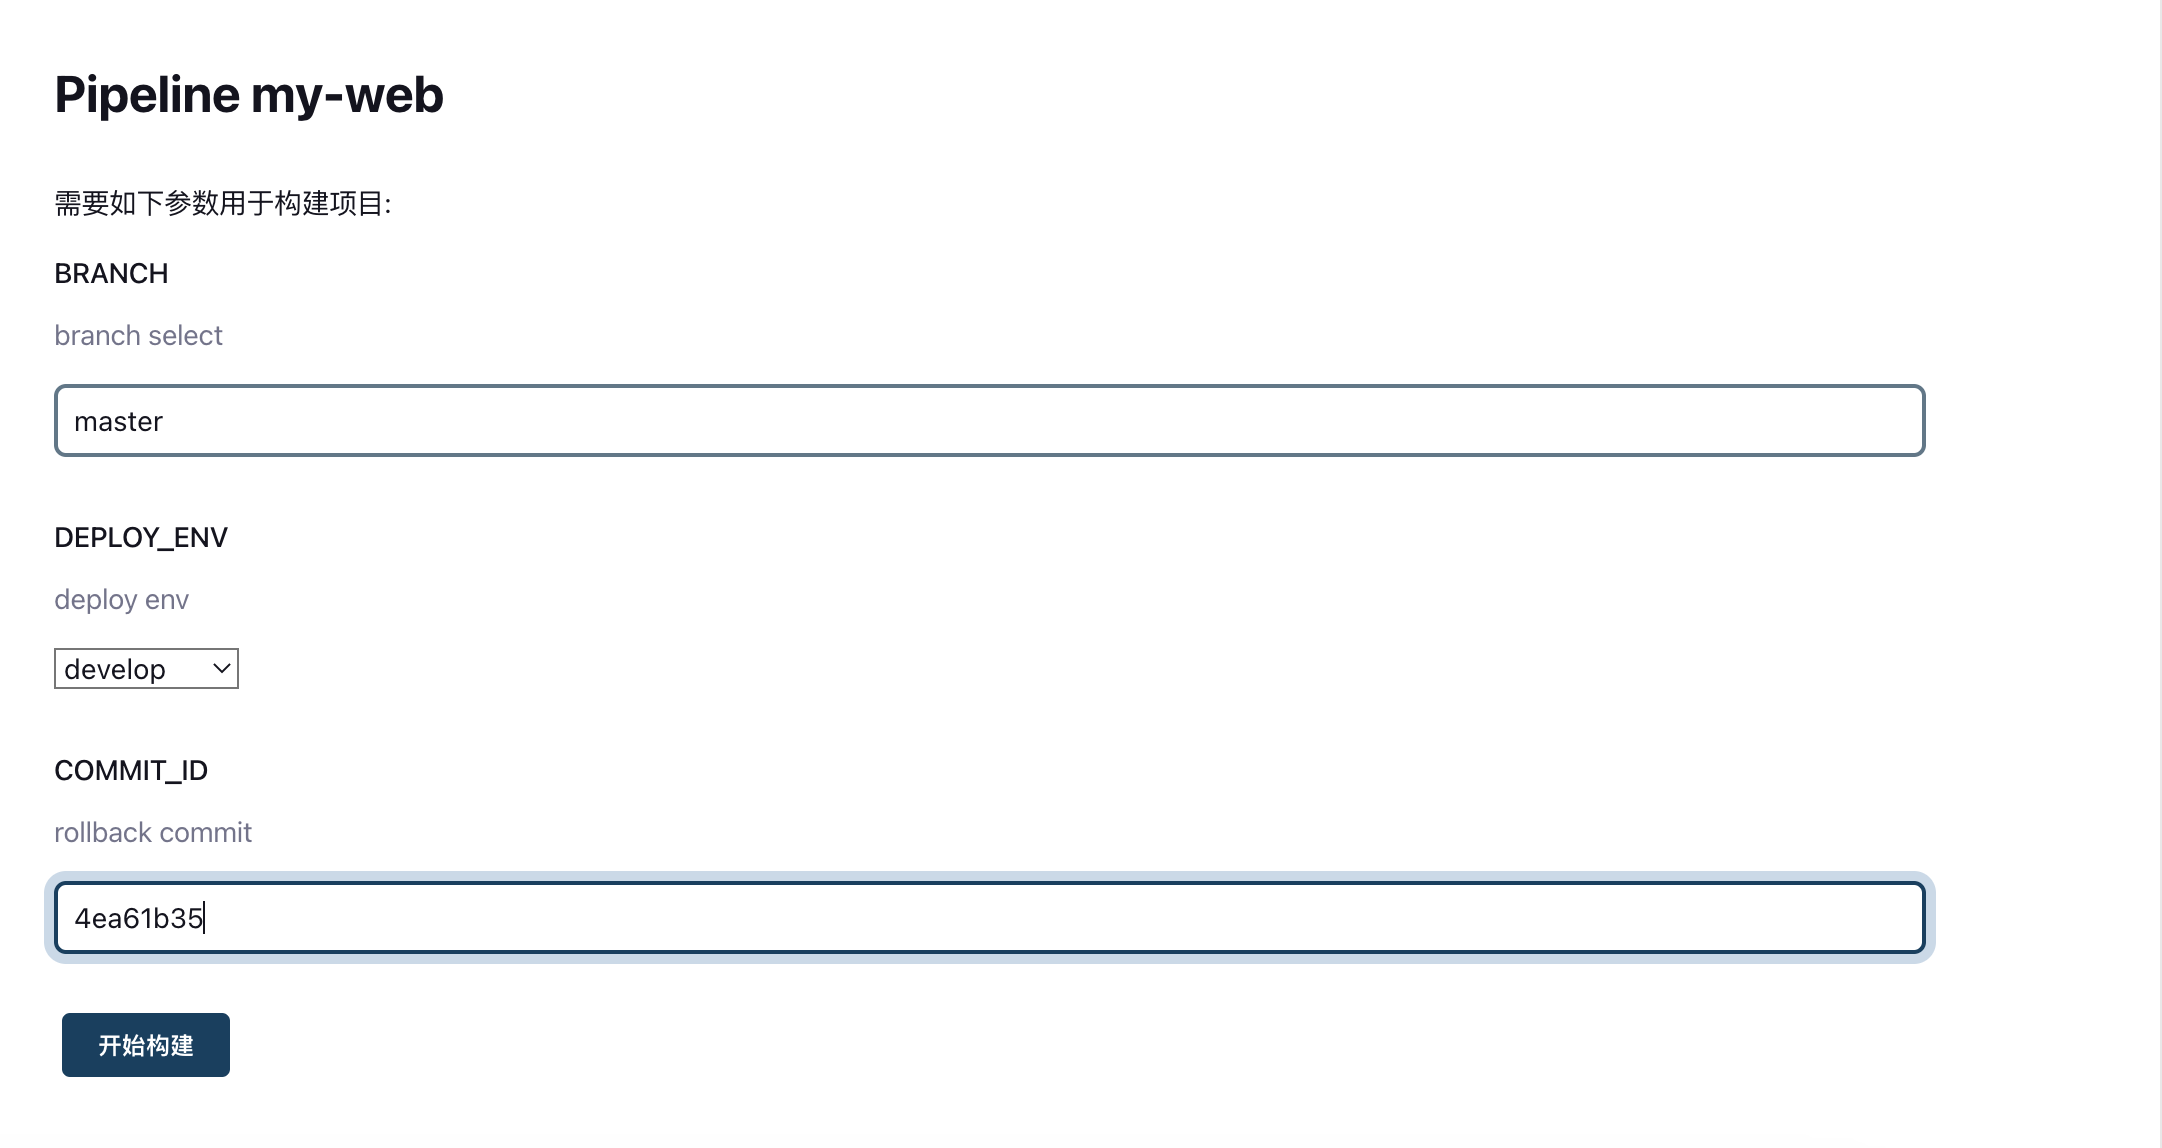 Pipeline my-web
需要如下参数用于构建项目:
BRANCH
branch select
master
DEPLOY_ENV
deploy env
develop
COMMIT_ID
rollback commit
4ea61b35
开始构建